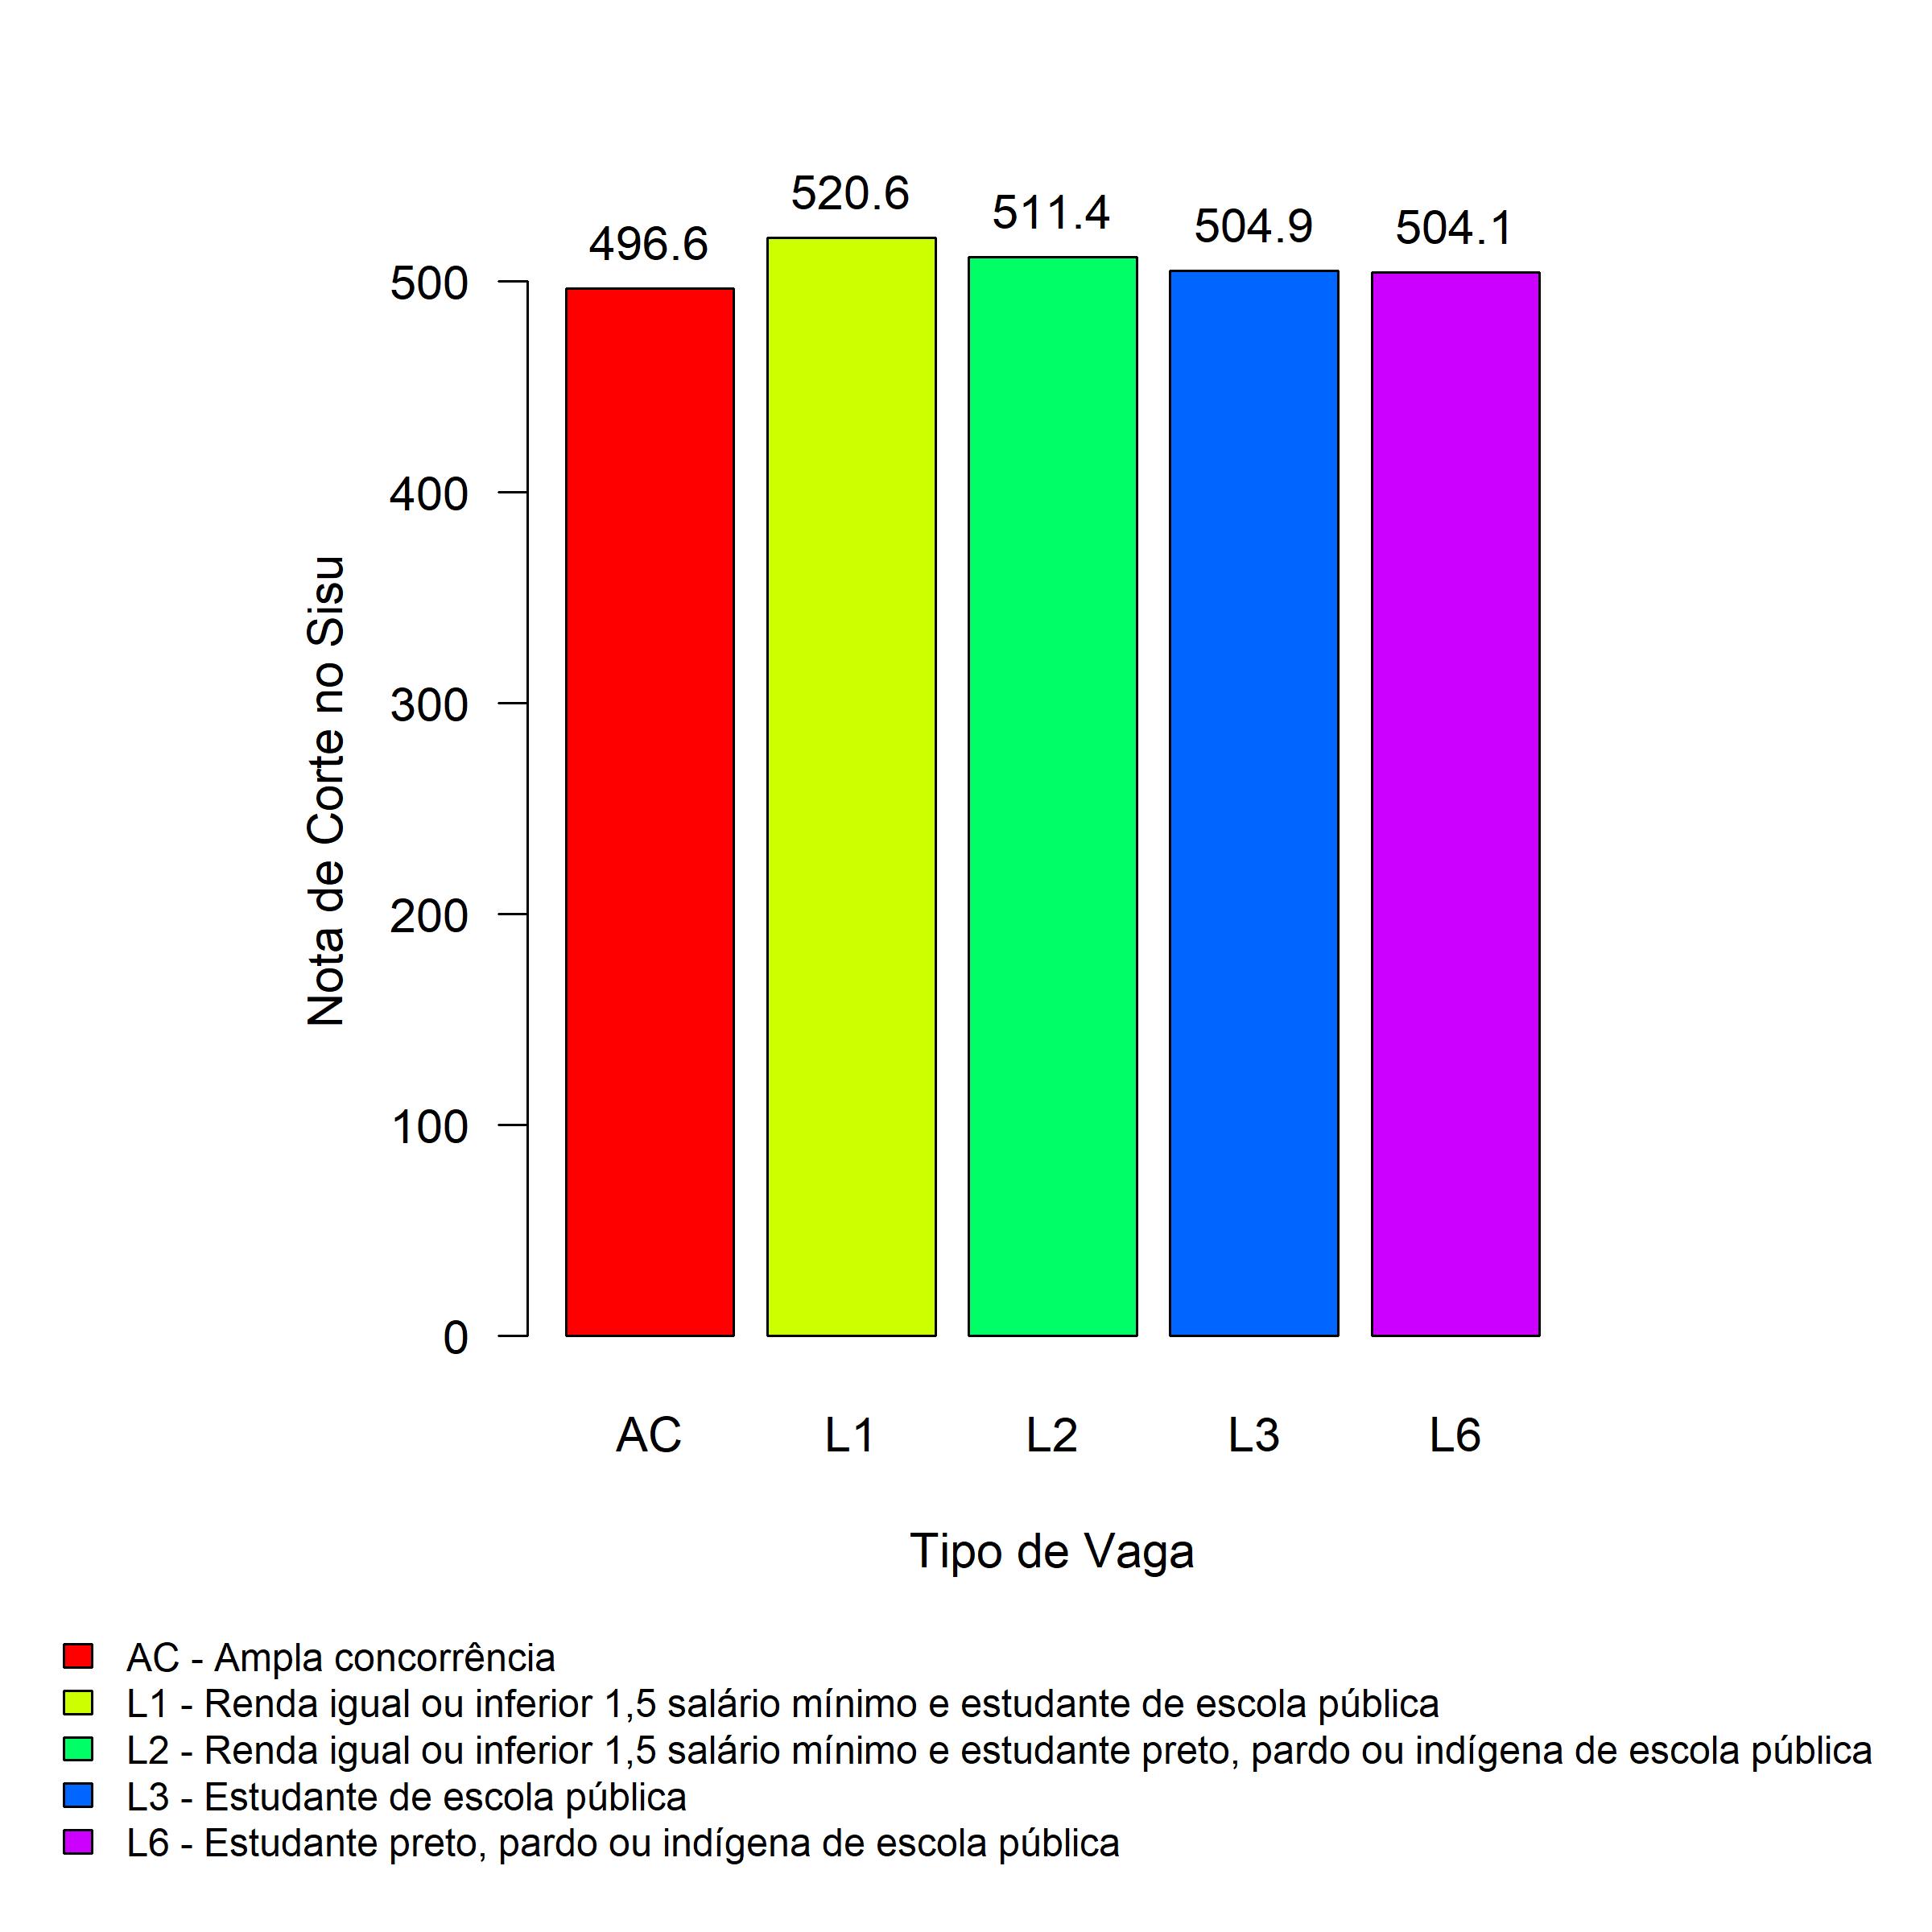 496.6
520.6
511.4
504.9
504.1
500
400
300
200
100
0
Nota de Corte no Sisu
AC
L1
L2
L3
L6
Tipo de Vaga
AC - Ampla concorrência
L1 - Renda igual ou inferior 1,5 salário mínimo e estudante de escola pública
L2 - Renda igual ou inferior 1,5 salário mínimo e estudante preto, pardo ou indígena de escola pública
L3 - Estudante de escola pública
L6 - Estudante preto, pardo ou indígena de escola pública